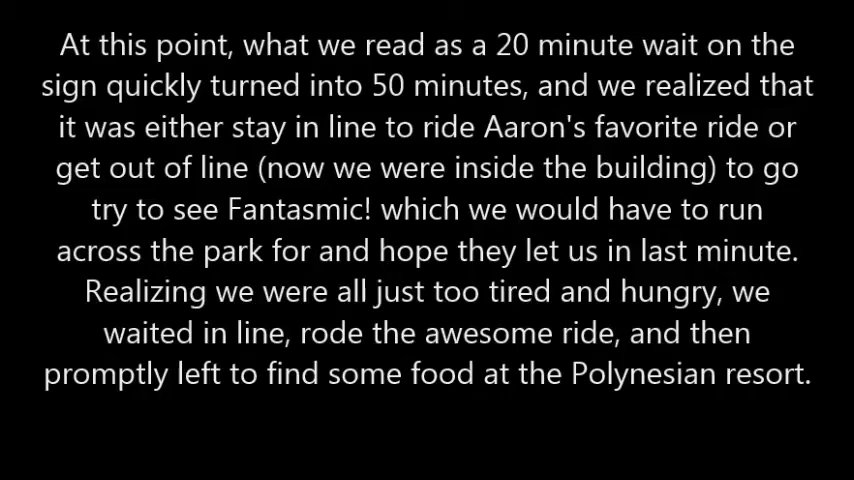 At this point, what we read as a 20 minute wait on the
sign quickly turned into 50 minutes, and we realized that
it was either stay in line to ride Aaron's favorite ride or
get out of line (now we were inside the building) to go
try to see Fantasmic! which we would have to run
across the park for and hope they let us in last minute.
Realizing we were all just too tired and hungry, we
waited in line, rode the awesome ride, and then
promptly left to find some food at the Polynesian resort.